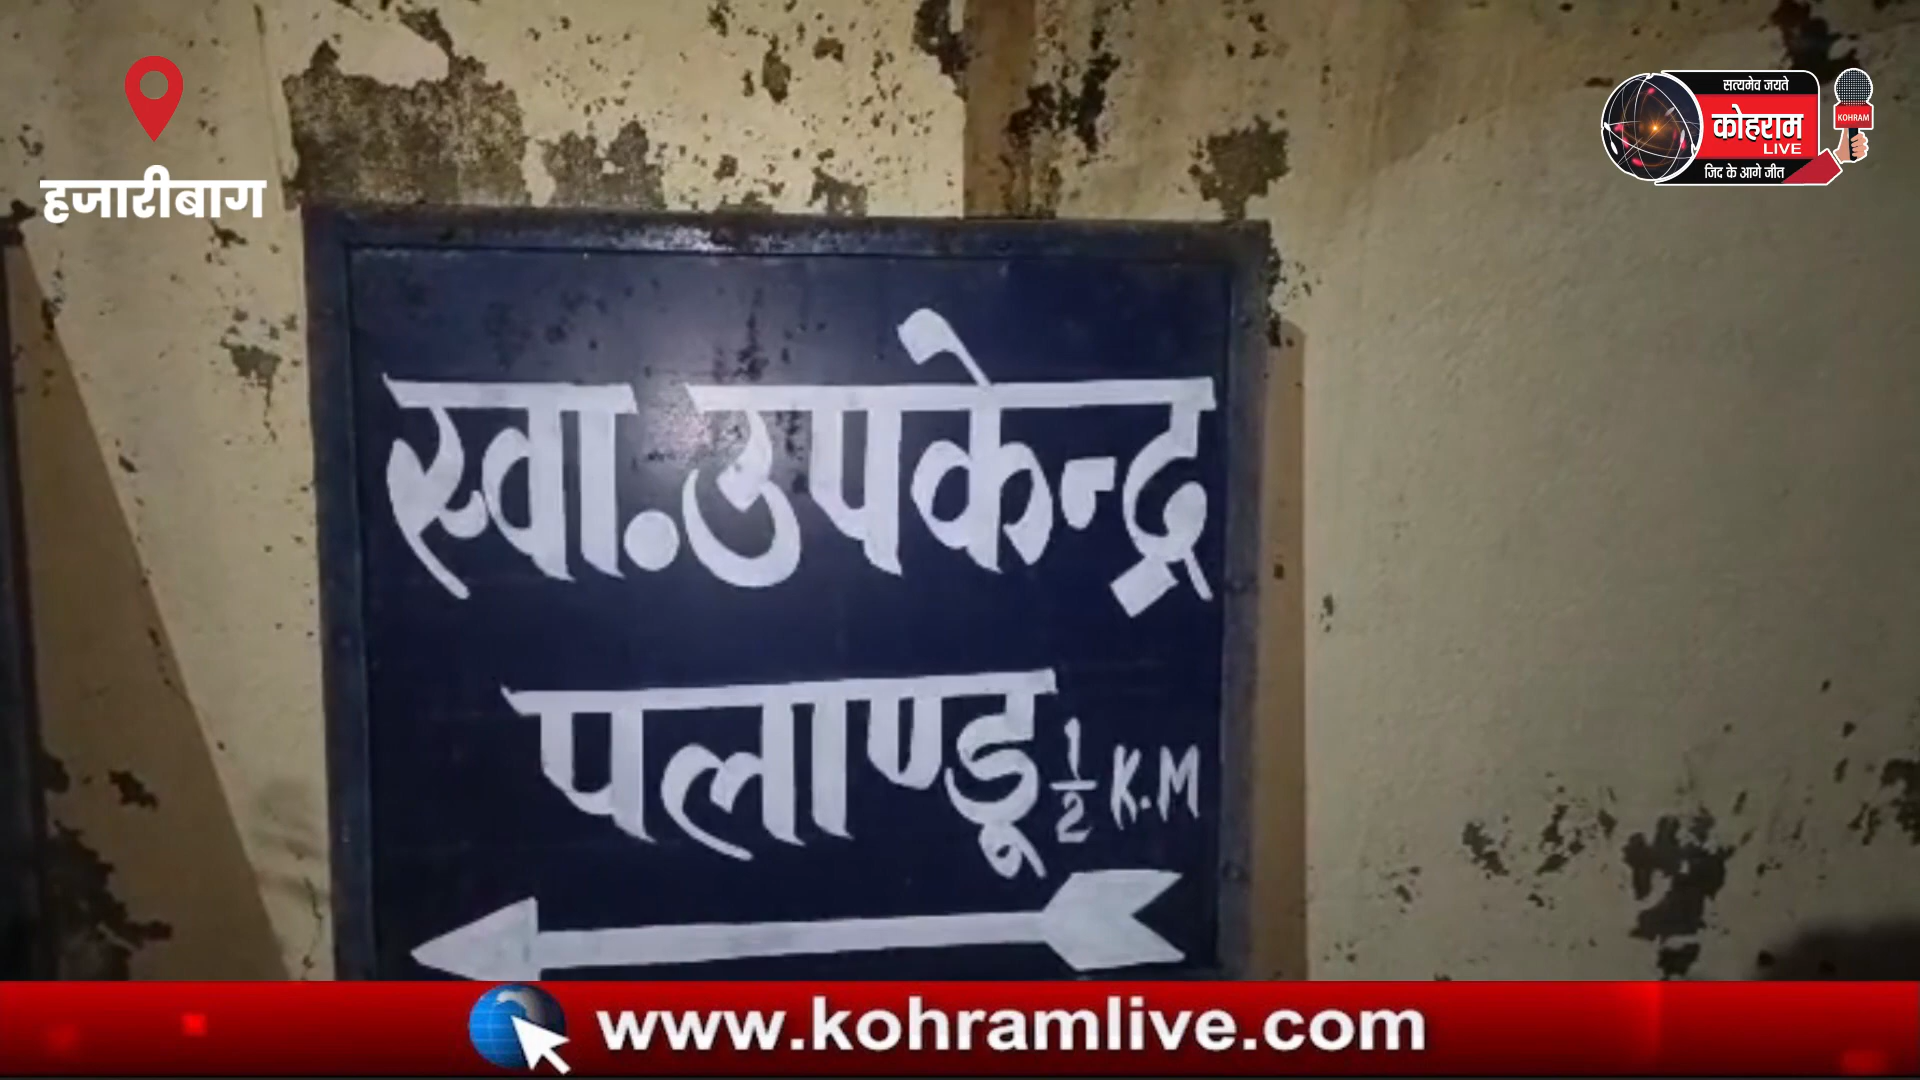 हजारीबाग
सत्यमेव जयते
कोहराम
LIVE
जिद के आगे जीत
KOHRAM
स्वा. उपकेन्द्र
पलाण्डू 1/2 K.M
www.kohramlive.com